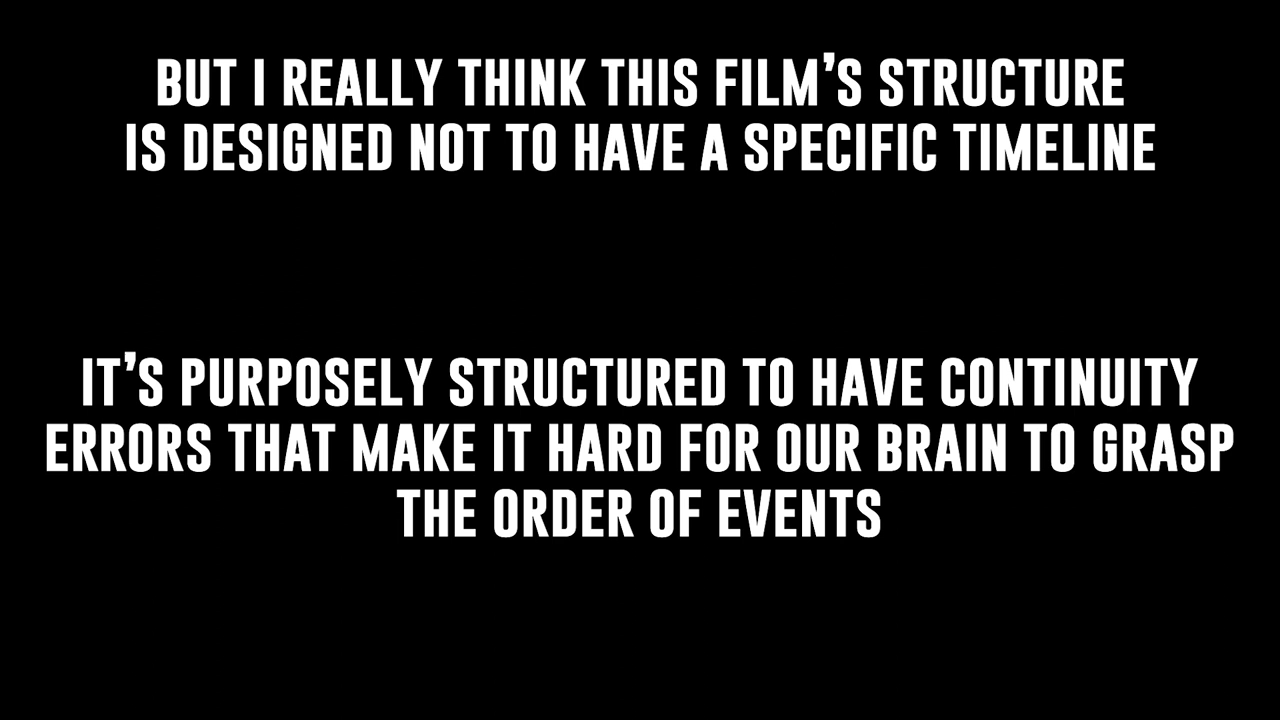 BUT I REALLY THINK THIS FILM’S STRUCTURE
IS DESIGNED NOT TO HAVE A SPECIFIC TIMELINE
IT’S PURPOSELY STRUCTURED TO HAVE CONTINUITY
ERRORS THAT MAKE IT HARD FOR OUR BRAIN TO GRASP
THE ORDER OF EVENTS